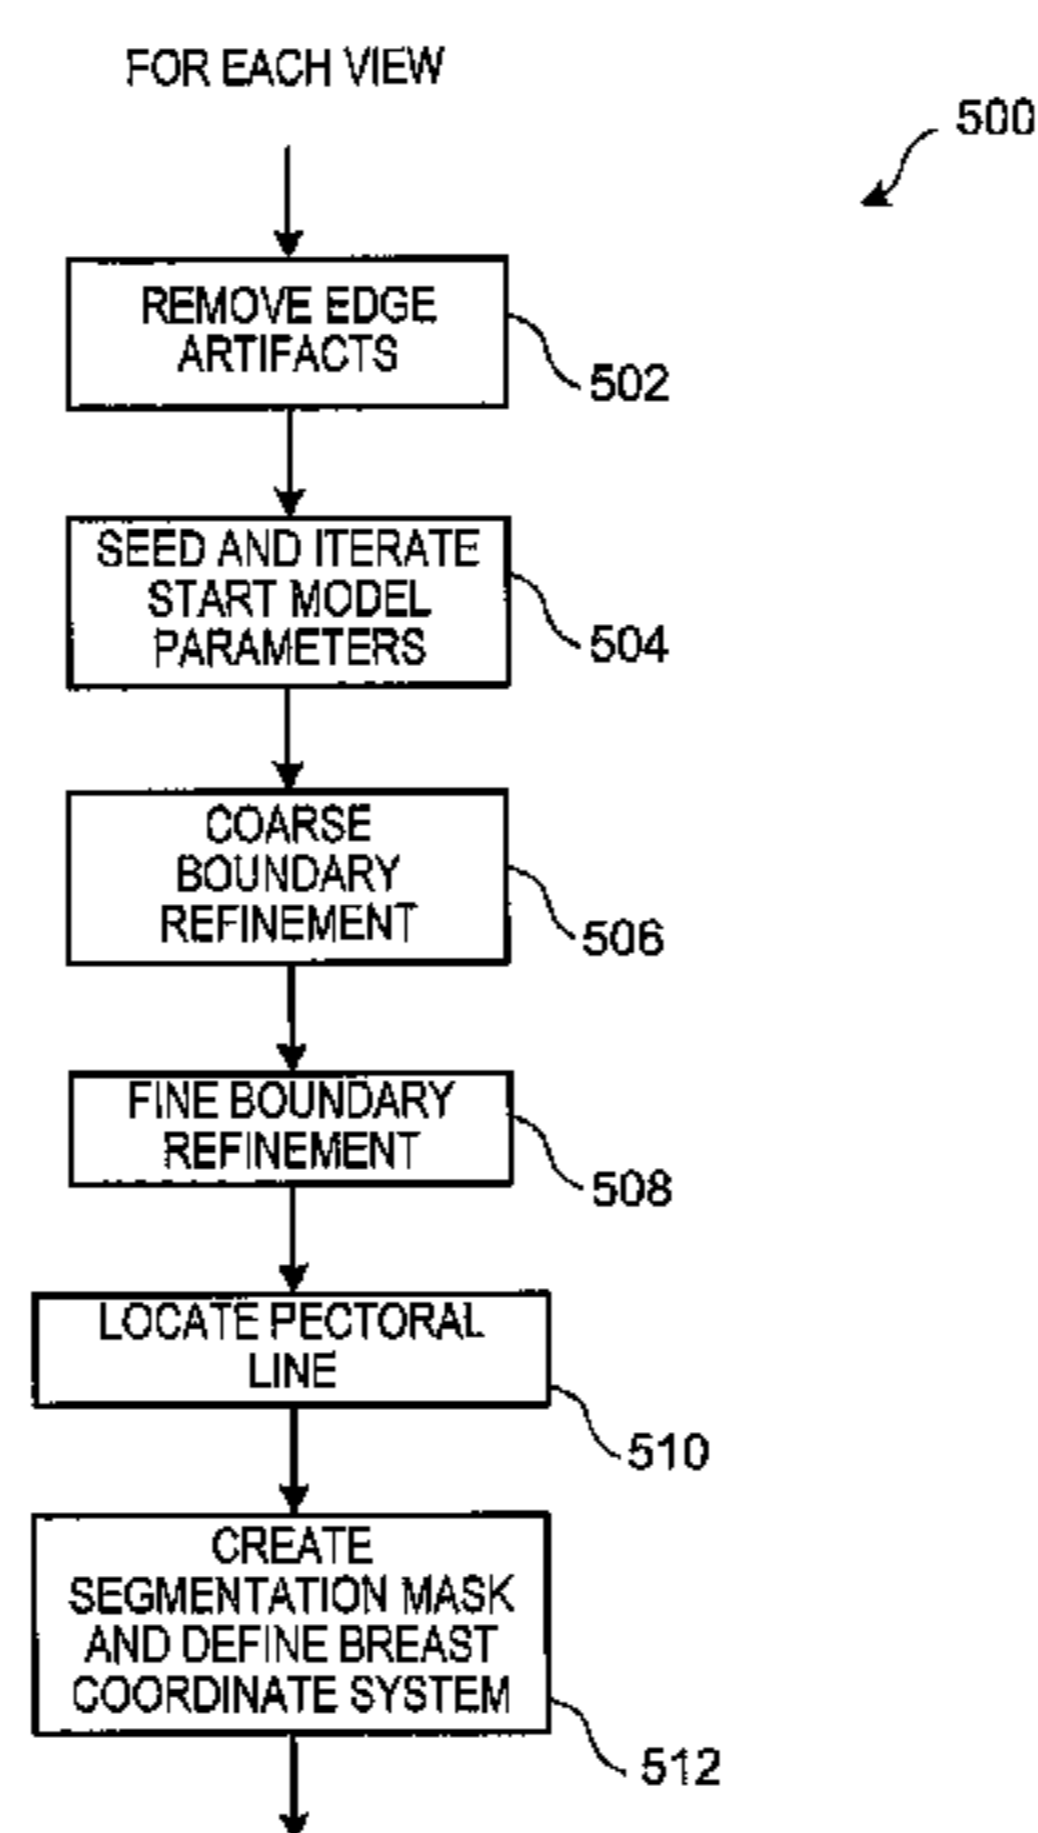 FOR EACH VIEW
500
REMOVE EDGE
ARTIFACTS
502
SEED AND ITERATE
START MODEL
PARAMETERS
504
COARSE
BOUNDARY
REFINEMENT
506
FINE BOUNDARY
REFINEMENT
508
LOCATE PECTORAL
LINE
510
CREATE
SEGMENTATION MASK
AND DEFINE BREAST
COORDINATE SYSTEM
512